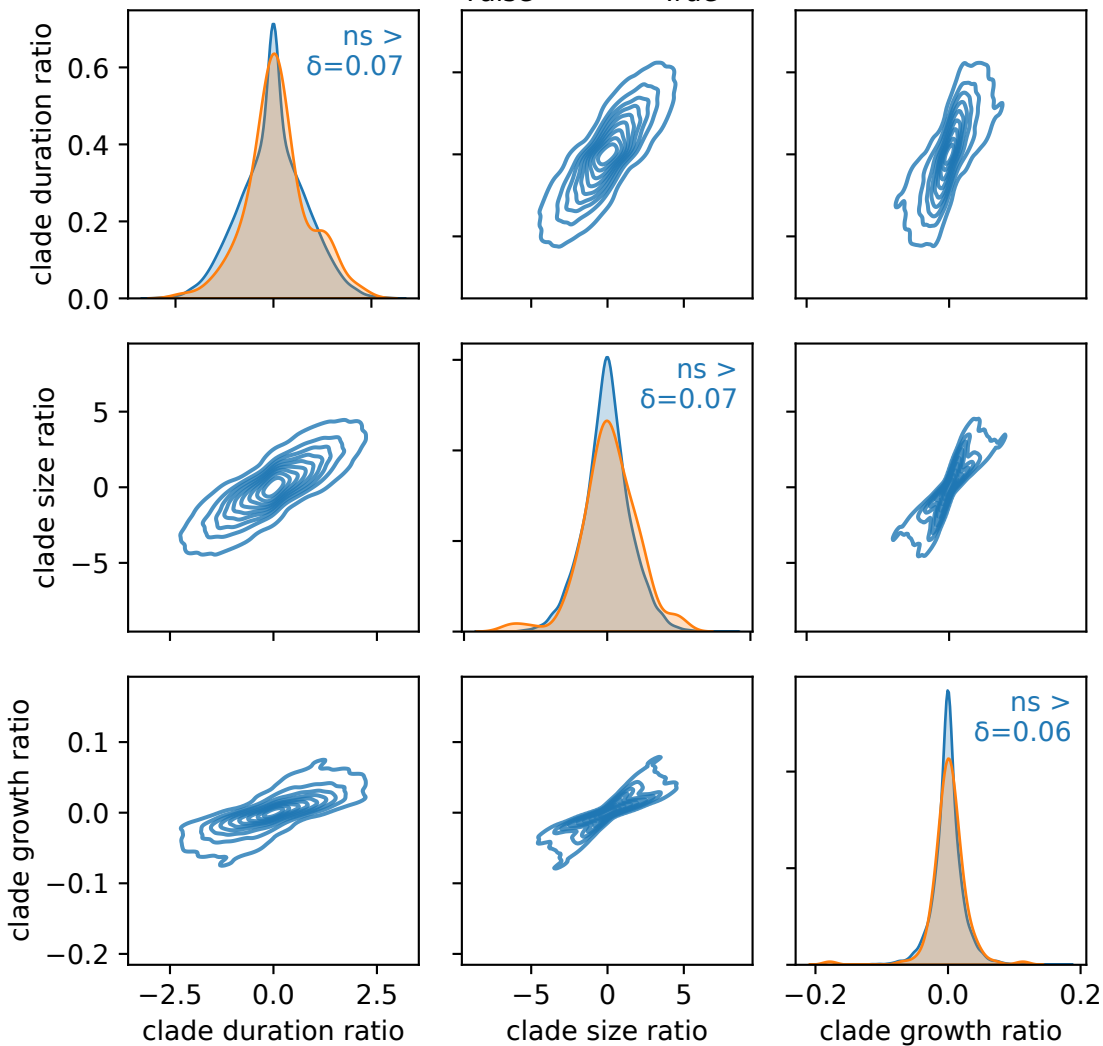 clade duration ratio
0.6
0.4
0.2
0.0
ns >
δ=0.07
clade size ratio
5
0
−5
ns >
δ=0.07
clade growth ratio
0.1
0.0
−0.1
−0.2
ns >
δ=0.06
−2.5 0.0 2.5
−5 0 5
−0.2 0.0 0.2
clade duration ratio
clade size ratio
clade growth ratio